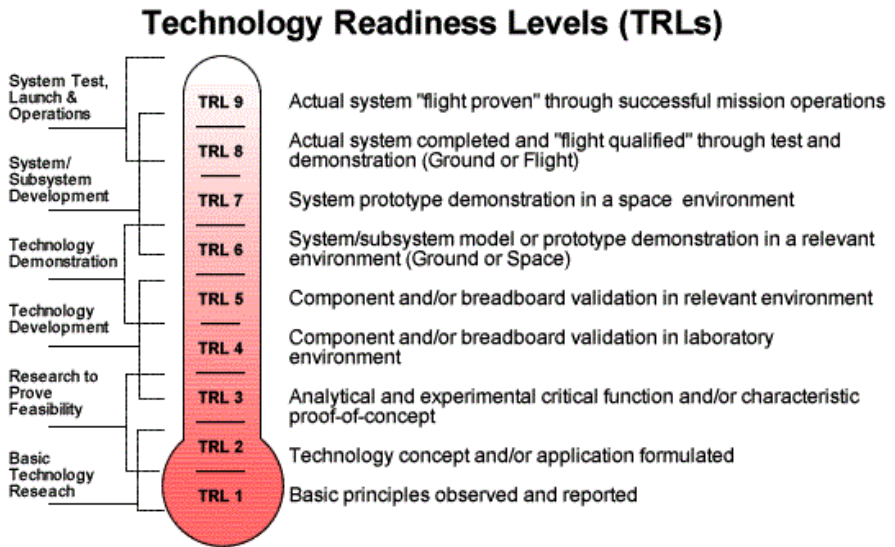 Technology Readiness Levels (TRLs)
System Test,
Launch &
Operations
System/
Subsystem
Development
Technology
Demonstration
Technology
Development
Research to
Prove
Feasibility
Basic
Technology
Reseach
TRL 9
Actual system "flight proven" through successful mission operations
TRL 8
Actual system completed and "flight qualified" through test and
demonstration (Ground or Flight)
TRL 7
System prototype demonstration in a space environment
TRL 6
System/subsystem model or prototype demonstration in a relevant
environment (Ground or Space)
TRL 5
Component and/or breadboard validation in relevant environment
TRL 4
Component and/or breadboard validation in laboratory
environment
TRL 3
Analytical and experimental critical function and/or characteristic
proof-of-concept
TRL 2
Technology concept and/or application formulated
TRL 1
Basic principles observed and reported